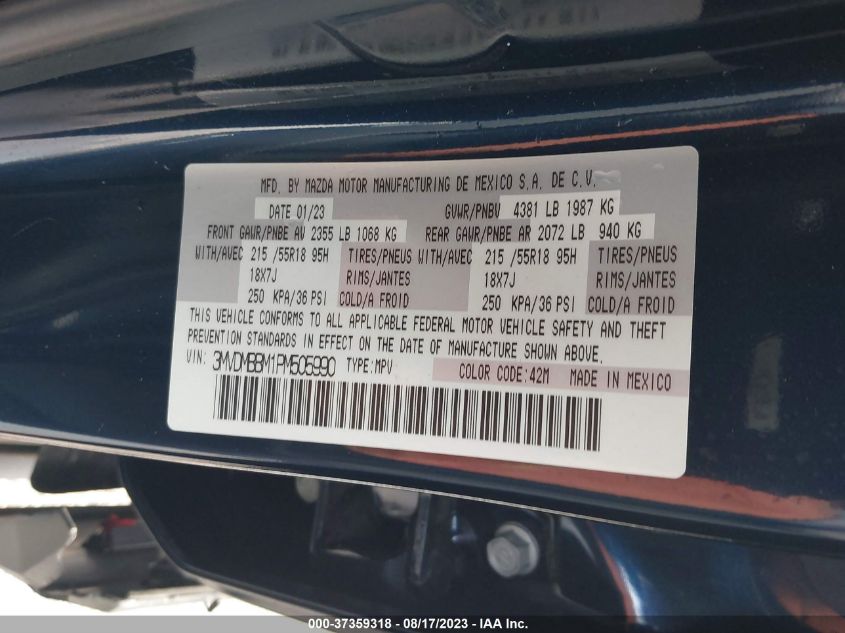 MFD. BY MAZDA MOTOR MANUFACTURING DE MEXICO S.A. DE C.V.
DATE 01/23 GVWR/PNBV 4381 LB 1987 KG
FRONT GAWR/PNBE AV 2355 LB 1068 KG REAR GAWR/PNBE AR 2072 LB 940 KG
WITH/AVEC 215 /55R18 95H TIRES/PNEUS WITH/AVEC 215 /55R18 95H TIRES/PNEUS
18X7J RIMS/JANTES 18X7J RIMS/JANTES
250 KPA/36 PSI COLD/A FROID 250 KPA/36 PSI COLD/A FROID
THIS VEHICLE CONFORMS TO ALL APPLICABLE FEDERAL MOTOR VEHICLE SAFETY AND THEFT
PREVENTION STANDARDS IN EFFECT ON THE DATE OF MANUFACTURE SHOWN ABOVE.
VIN: 3MVDMBBM1PM505990 TYPE:MPV COLOR CODE:42M MADE IN MEXICO
000-37359318 - 08/17/2023 - IAA Inc.